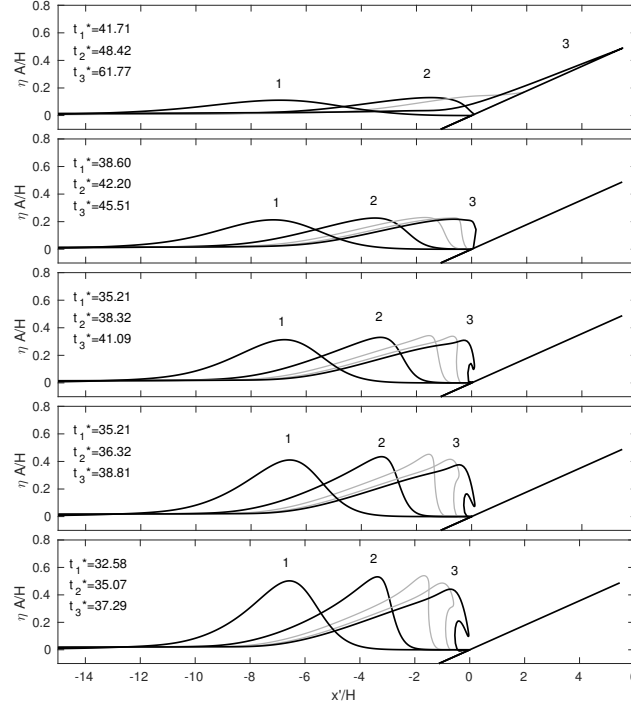 0.8
0.6
0.4
0.2
0
η A/H
t1*=41.71
t2*=48.42
t3*=61.77
1
2
3
0.8
0.6
0.4
0.2
0
η A/H
t1*=38.60
t2*=42.20
t3*=45.51
1
2
3
0.8
0.6
0.4
0.2
0
η A/H
t1*=35.21
t2*=38.32
t3*=41.09
1
2
3
0.8
0.6
0.4
0.2
0
η A/H
t1*=35.21
t2*=36.32
t3*=38.81
1
2
3
0.8
0.6
0.4
0.2
0
η A/H
t1*=32.58
t2*=35.07
t3*=37.29
1
2
3
-14 -12 -10 -8 -6 -4 -2 0 2 4 6
x'/H